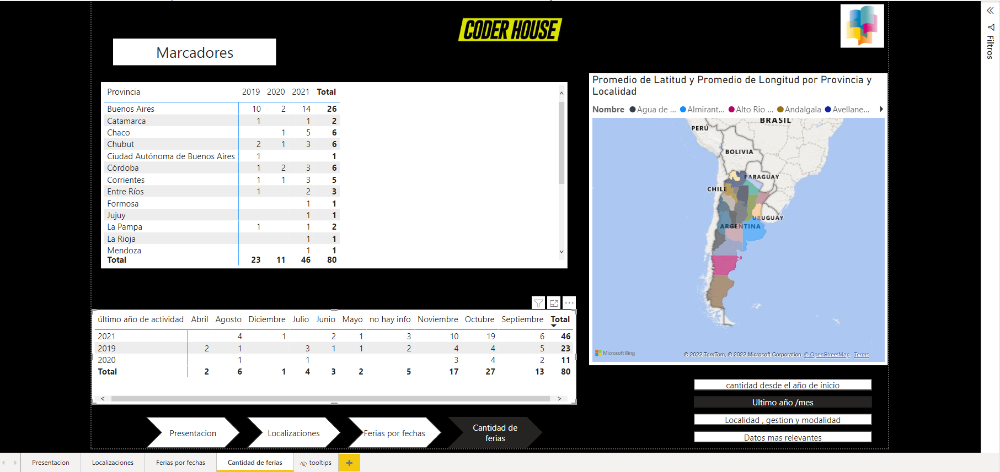 CODER HOUSE
Marcadores
Provincia 2019 2020 2021 Total
Buenos Aires 10 2 14 26
Catamarca 1 1 2
Chaco 1 5 6
Chubut 2 1 3 6
Ciudad Autónoma de Buenos Aires 1 1
Córdoba 1 2 3 6
Corrientes 1 1 3 5
Entre Ríos 1 2 3
Formosa 1 1
Jujuy 1 1
La Pampa 1 1 2
La Rioja 1 1
Mendoza 1 1
Total 23 11 46 80
Promedio de Latitud y Promedio de Longitud por Provincia y
Localidad
Nombre Agua de ... Almirant... Alto Rio ... Andalgala Avellane...
BRASIL
PERÚ
BOLIVIA
PARAGUAY
CHILE
URUGUAY
ARGENTINA
Microsoft Bing
© 2022 TomTom, © 2022 Microsoft Corporation, © OpenStreetMap Terms
último año de actividad Abril Agosto Diciembre Julio Junio Mayo no hay info Noviembre Octubre Septiembre Total
2021 4 1 2 1 3 10 19 6 46
2019 2 1 3 1 1 2 4 4 5 23
2020 1 1 3 4 2 11
Total 2 6 1 4 3 2 5 17 27 13 80
cantidad desde el año de inicio
Ultimo año /mes
Localidad , gestion y modalidad
Datos mas relevantes
Presentacion
Localizaciones
Ferias por fechas
Cantidad de
ferias
Filtros
Presentacion Localizaciones Ferias por fechas Cantidad de ferias tooltips +